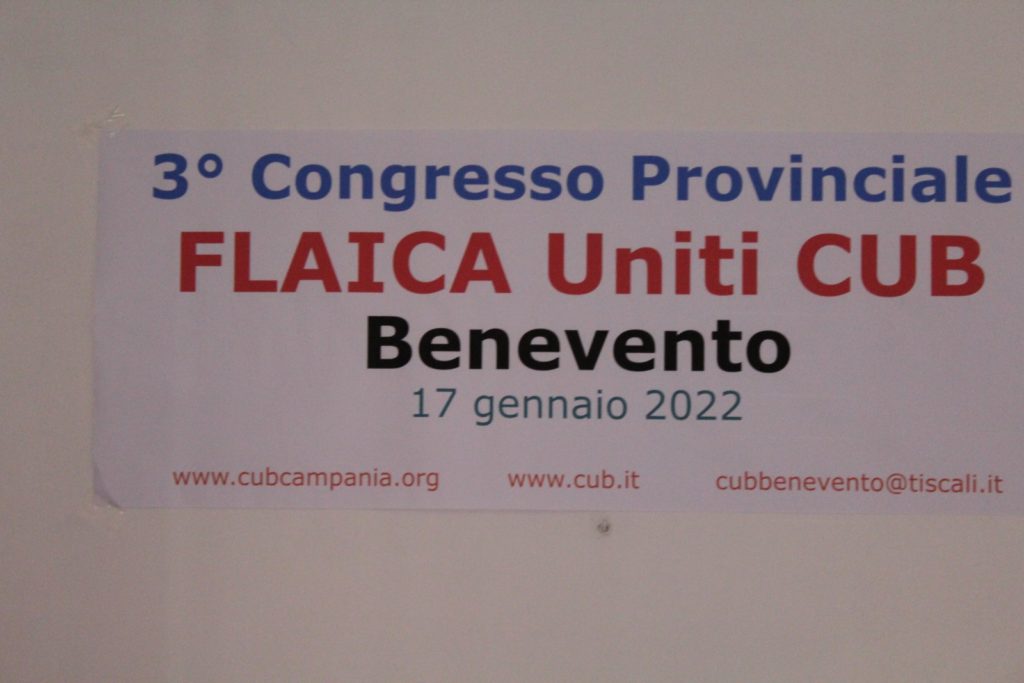 3° Congresso Provinciale
FLAICA Uniti CUB
Benevento
17 gennaio 2022
www.cubcampania.org www.cub.it cubbenevento@tiscali.it